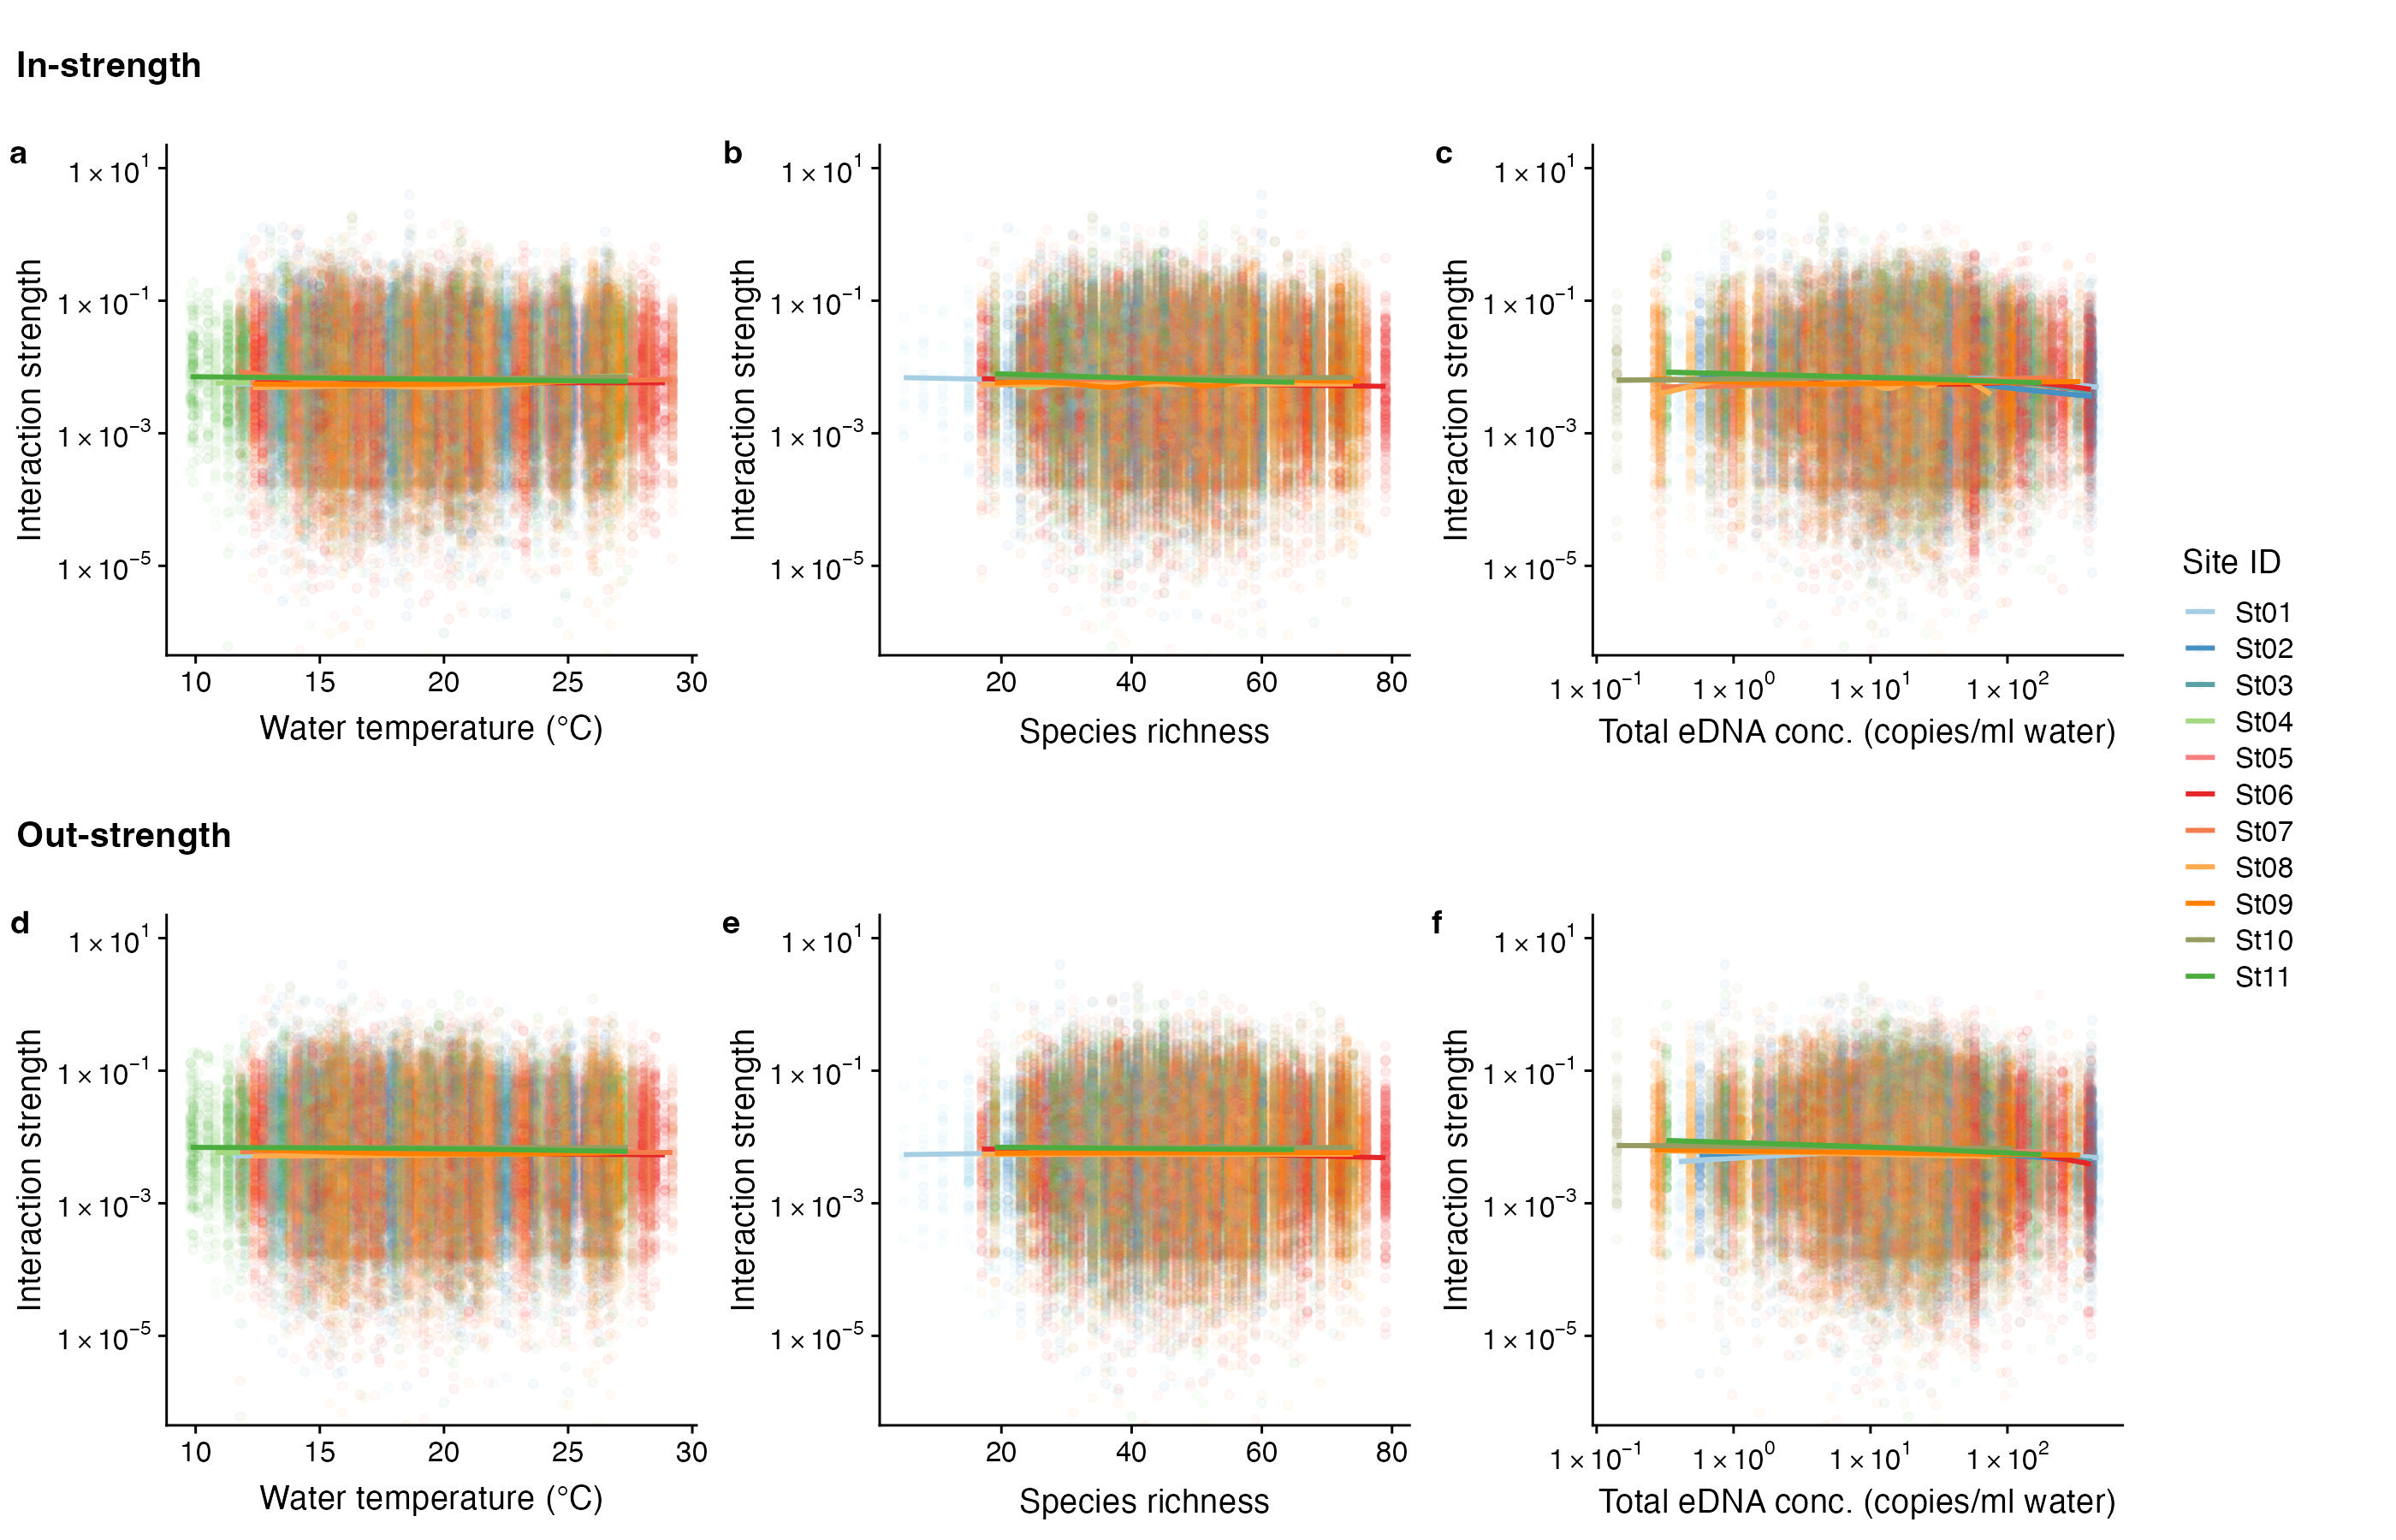 In-strength
a
b
c
1 × 10^1
1 × 10^−1
1 × 10^−3
1 × 10^−5
Interaction strength
10 15 20 25 30
Water temperature (°C)
1 × 10^1
1 × 10^−1
1 × 10^−3
1 × 10^−5
Interaction strength
20 40 60 80
Species richness
1 × 10^1
1 × 10^−1
1 × 10^−3
1 × 10^−5
Interaction strength
1 × 10^−1 1 × 10^0 1 × 10^1 1 × 10^2
Total eDNA conc. (copies/ml water)
Site ID
St01
St02
St03
St04
St05
St06
St07
St08
St09
St10
St11
Out-strength
d
e
f
1 × 10^1
1 × 10^−1
1 × 10^−3
1 × 10^−5
Interaction strength
10 15 20 25 30
Water temperature (°C)
1 × 10^1
1 × 10^−1
1 × 10^−3
1 × 10^−5
Interaction strength
20 40 60 80
Species richness
1 × 10^1
1 × 10^−1
1 × 10^−3
1 × 10^−5
Interaction strength
1 × 10^−1 1 × 10^0 1 × 10^1 1 × 10^2
Total eDNA conc. (copies/ml water)